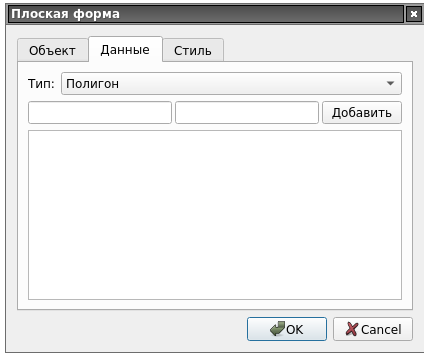 Плоская форма
Объект Данные Стиль
Тип: Полигон
Добавить
OK Cancel